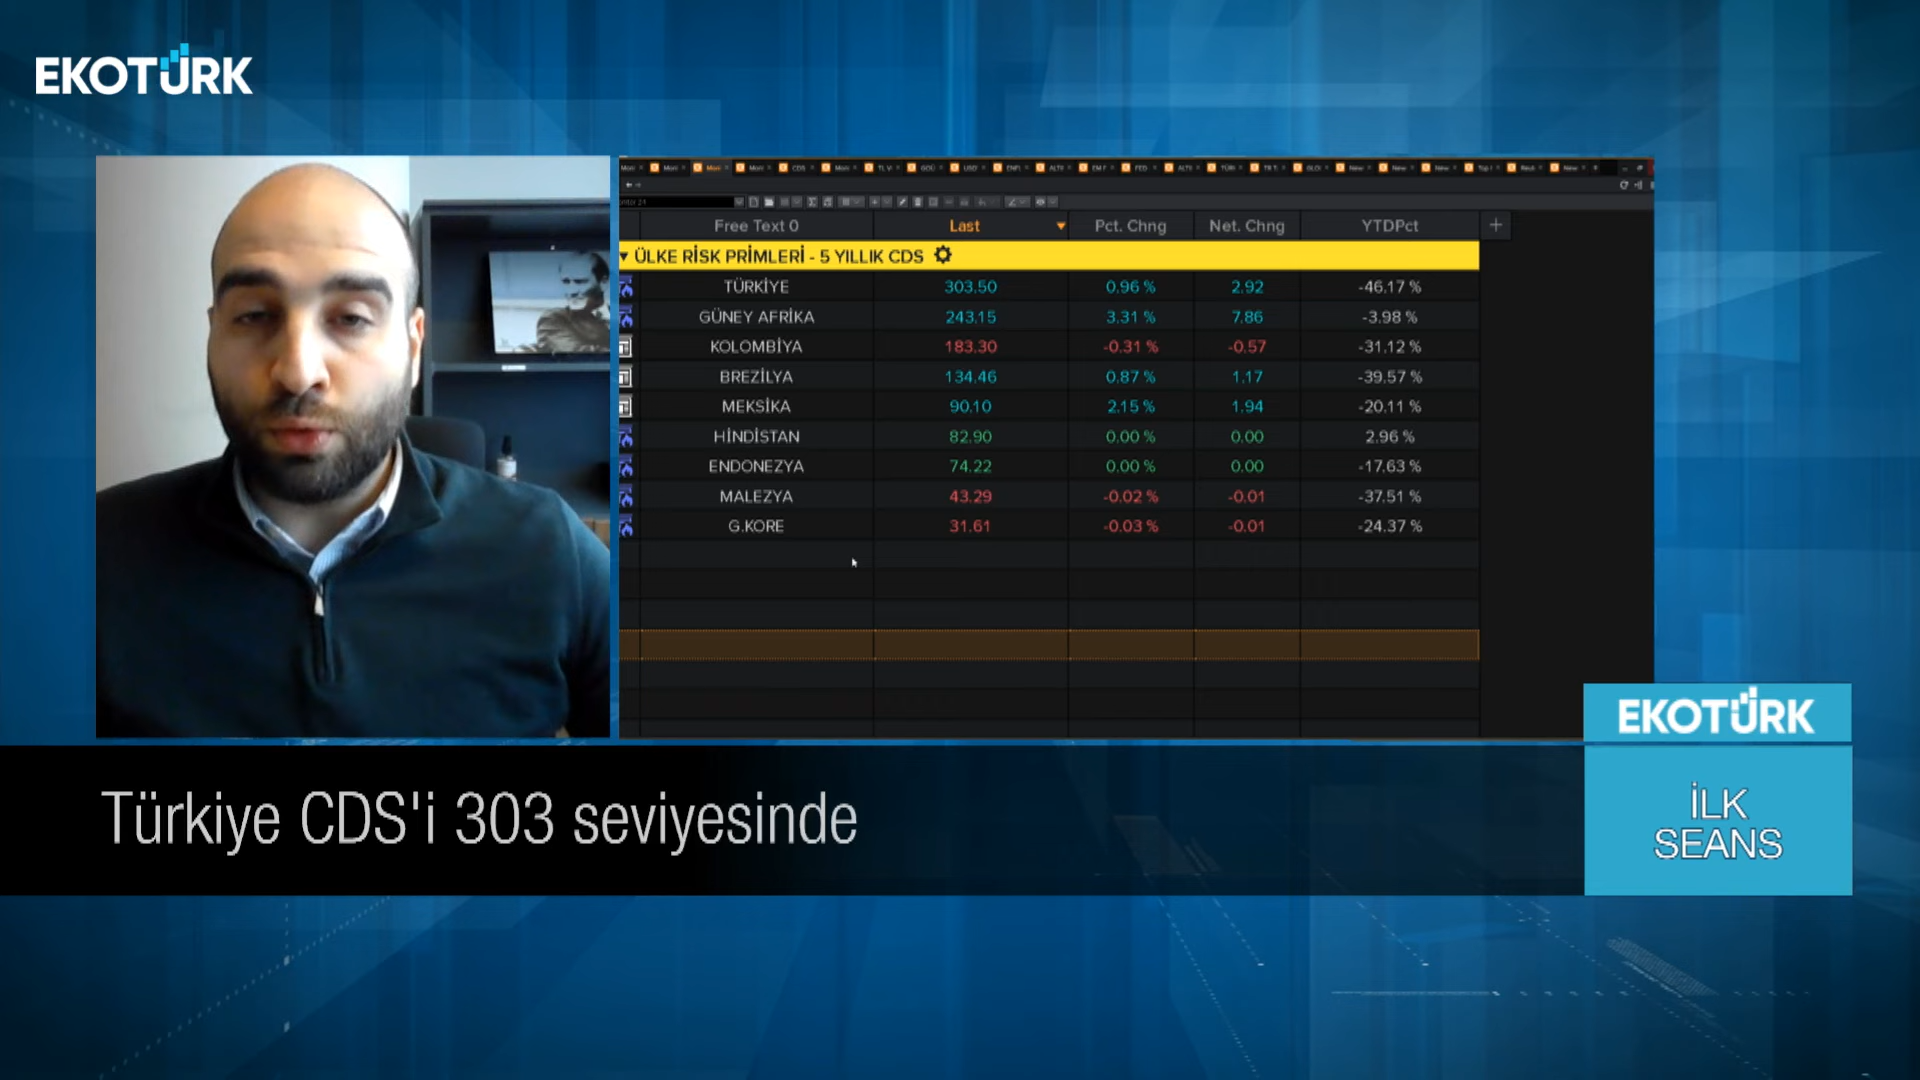 EKOTÜRK
Free Text 0 Last Pct. Chng Net. Chng YTDPct
ÜLKE RİSK PRİMLERİ - 5 YILLIK CDS
TÜRKİYE 303.50 0.96 % 2.92 -46.17 %
GÜNEY AFRİKA 243.15 3.31 % 7.86 -3.98 %
KOLOMBİYA 183.30 -0.31 % -0.57 -31.12 %
BREZİLYA 134.46 0.87 % 1.17 -39.57 %
MEKSİKA 90.10 2.15 % 1.94 -20.11 %
HİNDİSTAN 82.90 0.00 % 0.00 2.96 %
ENDONEZYA 74.22 0.00 % 0.00 -17.63 %
MALEZYA 43.29 -0.02 % -0.01 -37.51 %
G.KORE 31.61 -0.03 % -0.01 -24.37 %
EKOTÜRK
Türkiye CDS'i 303 seviyesinde
İLK
SEANS